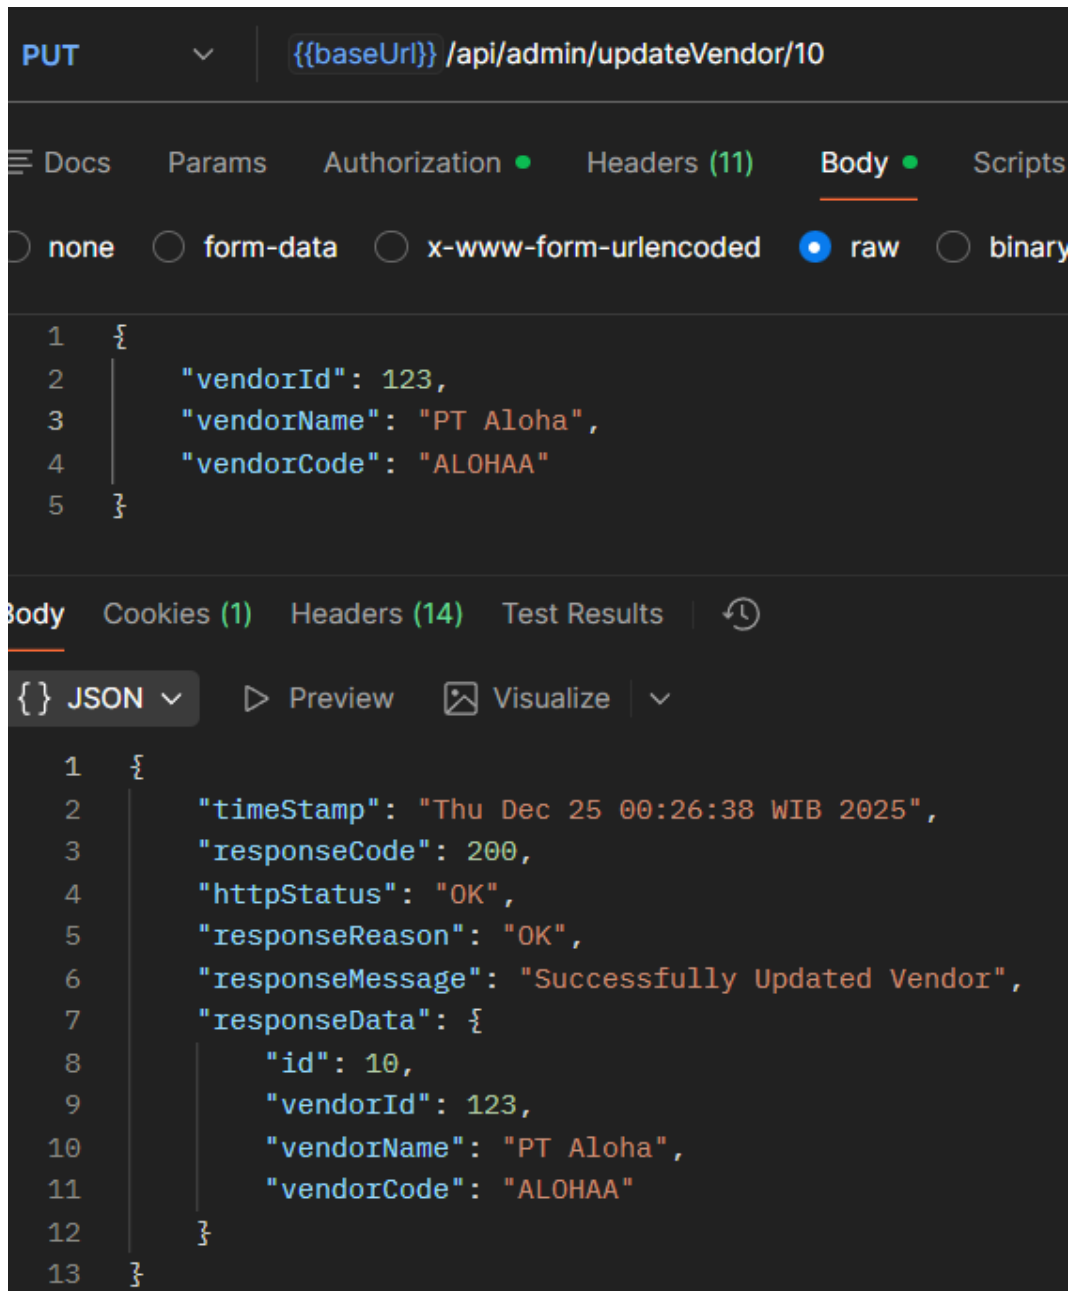 PUT {{baseUrl}} /api/admin/updateVendor/10
Docs Params Authorization Headers (11) Body Scripts
none form-data x-www-form-urlencoded raw binary
1 {
2 "vendorId": 123,
3 "vendorName": "PT Aloha",
4 "vendorCode": "ALOHAA"
5 }
Body Cookies (1) Headers (14) Test Results
{} JSON Preview Visualize
1 {
2 "timeStamp": "Thu Dec 25 00:26:38 WIB 2025",
3 "responseCode": 200,
4 "httpStatus": "OK",
5 "responseReason": "OK",
6 "responseMessage": "Successfully Updated Vendor",
7 "responseData": {
8 "id": 10,
9 "vendorId": 123,
10 "vendorName": "PT Aloha",
11 "vendorCode": "ALOHAA"
12 }
13 }